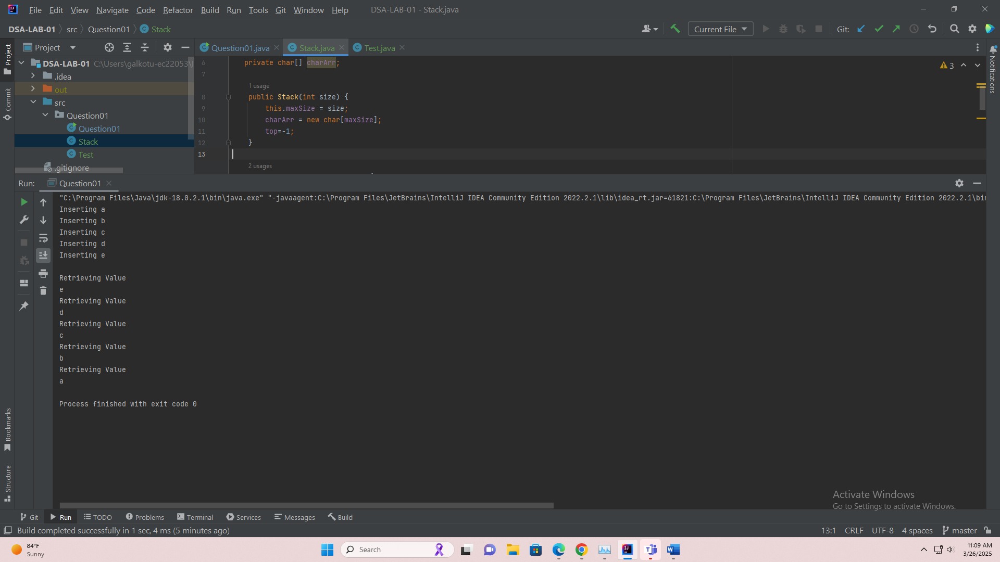 File Edit View Navigate Code Refactor Build Run Tools Git Window Help DSA-LAB-01 - Stack.java
DSA-LAB-01 src Question01 Stack
Current File
Git:
Project
Question01.java
Stack.java
Test.java
Project
Commit
Bookmarks
Structure
Notifications
DSA-LAB-01 C:\Users\galkotu-ec22053\
.idea
out
src
Question01
Question01
Stack
Test
.gitignore
6 private char[] charArr;
7
1 usage
8 public Stack(int size) {
9 this.maxSize = size;
10 charArr = new char[maxSize];
11 top=-1;
12 }
13
2 usages
3
Run: Question01
"C:\Program Files\Java\jdk-18.0.2.1\bin\java.exe" "-javaagent:C:\Program Files\JetBrains\IntelliJ IDEA Community Edition 2022.2.1\lib\idea_rt.jar=61821:C:\Program Files\JetBrains\IntelliJ IDEA Community Edition 2022.2.1\bin
Inserting a
Inserting b
Inserting c
Inserting d
Inserting e
Retrieving Value
e
Retrieving Value
d
Retrieving Value
c
Retrieving Value
b
Retrieving Value
a
Process finished with exit code 0
Activate Windows
Go to Settings to activate Windows.
Git Run TODO Problems Terminal Services Messages Build
Build completed successfully in 1 sec, 4 ms (5 minutes ago)
13:1 CRLF UTF-8 4 spaces master
84°F
Sunny
Search
11:09 AM
3/26/2025